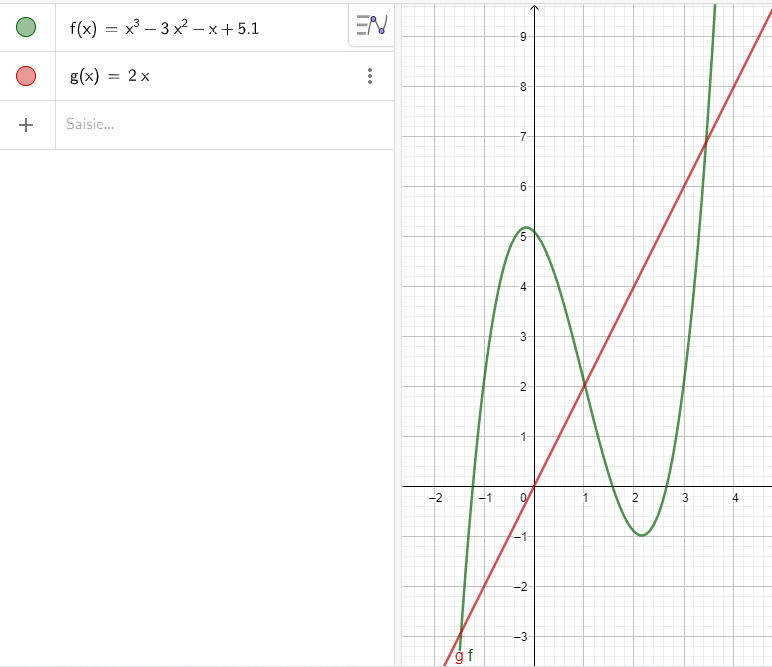 f(x) = x³ − 3 x² − x + 5.1
g(x) = 2 x
Saisie...
9
8
7
6
5
4
3
2
1
−2 −1 0 1 2 3 4
−1
−2
−3
g f